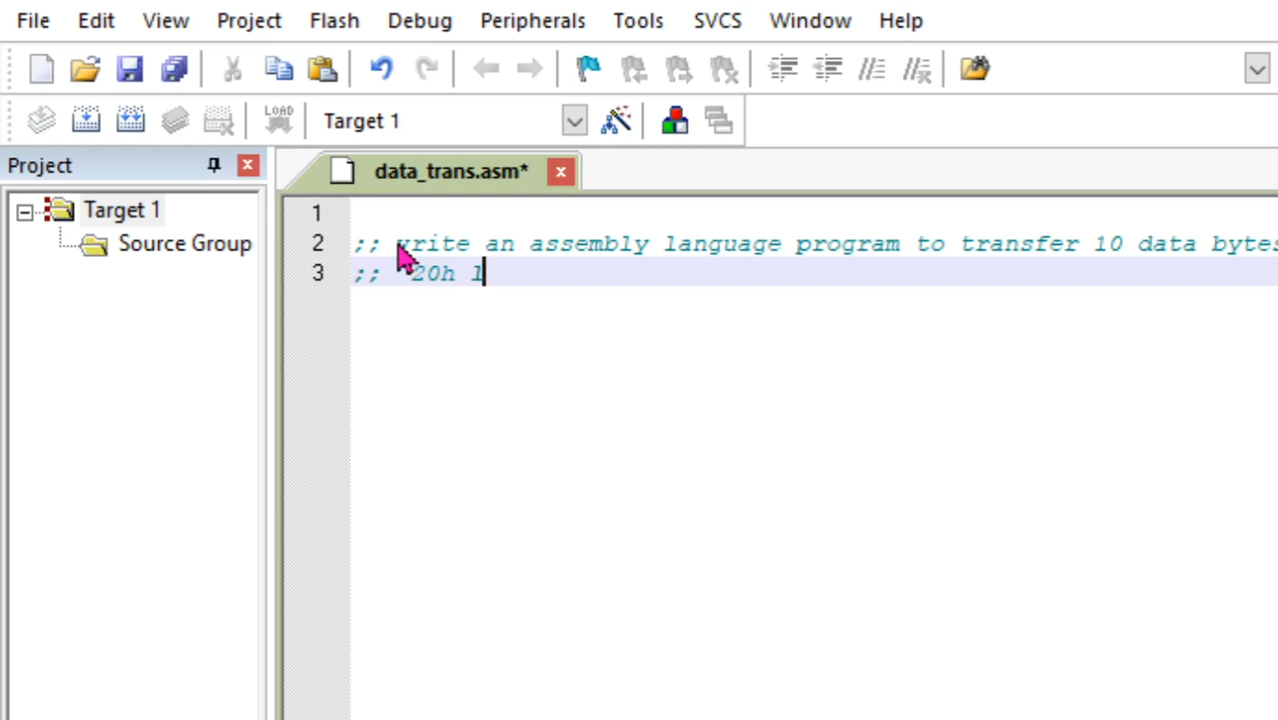 File Edit View Project Flash Debug Peripherals Tools SVCS Window Help
LOAD Target 1
Project
data_trans.asm*
Target 1
Source Group
1
2 ;; write an assembly language program to transfer 10 data bytes
3 ;; 20h l